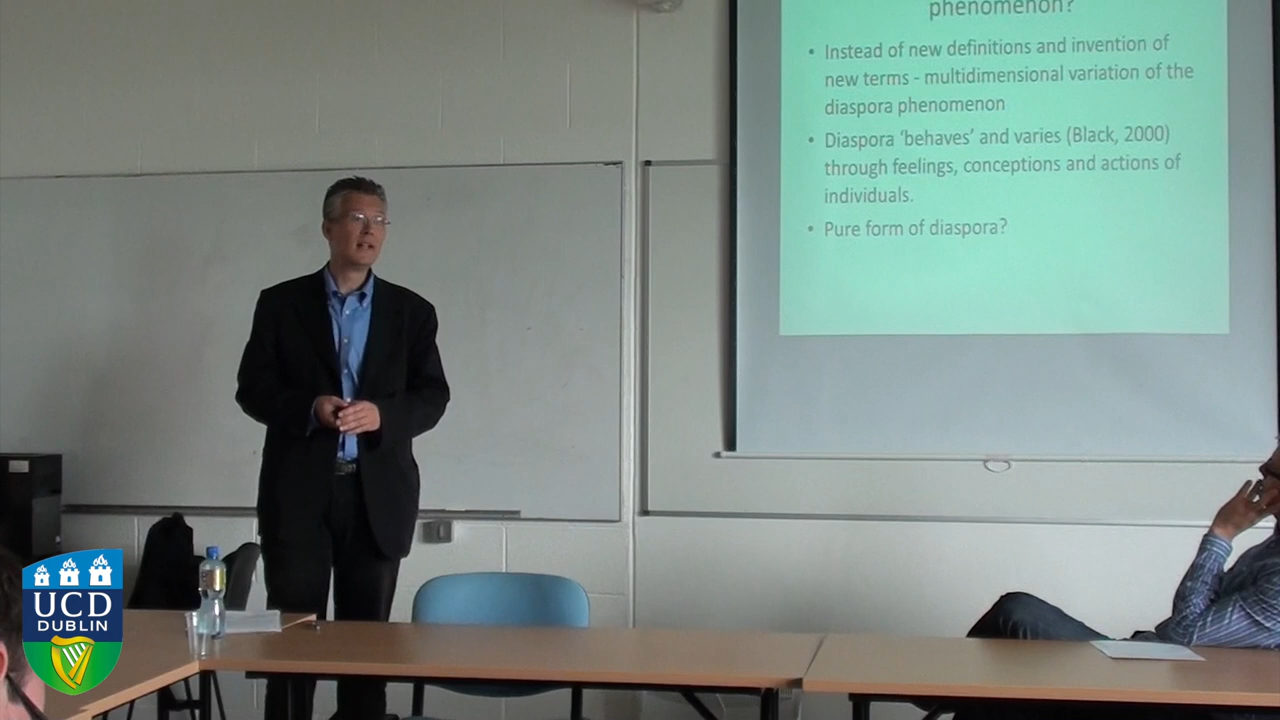 phenomenon?
• Instead of new definitions and invention of
new terms - multidimensional variation of the
diaspora phenomenon
• Diaspora ‘behaves’ and varies (Black, 2000)
through feelings, conceptions and actions of
individuals.
• Pure form of diaspora?
UCD
DUBLIN